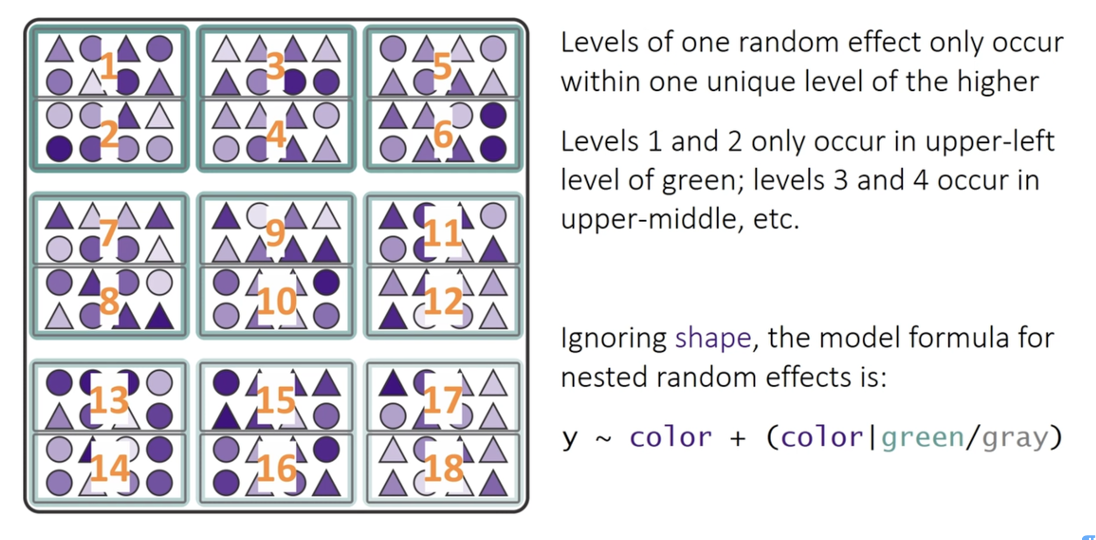 1
3
5
2
4
6
7
9
11
8
10
12
13
15
17
14
16
18
Levels of one random effect only occur
within one unique level of the higher
Levels 1 and 2 only occur in upper-left
level of green; levels 3 and 4 occur in
upper-middle, etc.
Ignoring shape, the model formula for
nested random effects is:
y ~ color + (color|green/gray)